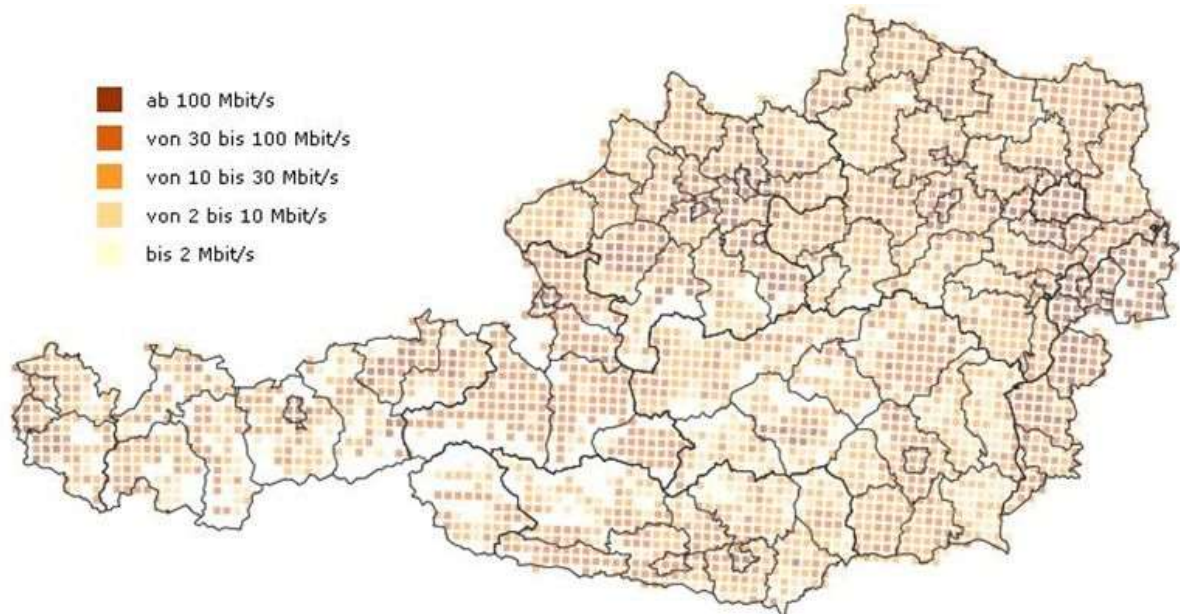 ab 100 Mbit/s
von 30 bis 100 Mbit/s
von 10 bis 30 Mbit/s
von 2 bis 10 Mbit/s
bis 2 Mbit/s